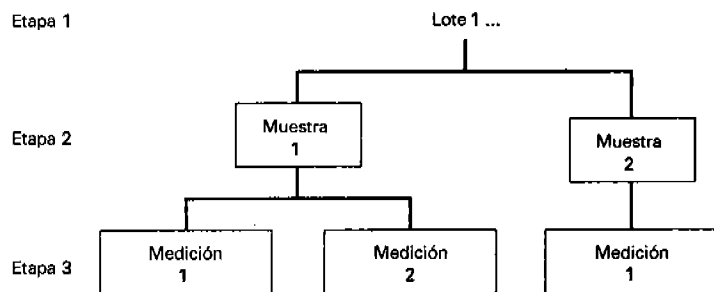 Etapa 1
Lote 1 ...
Etapa 2
Muestra
1
Muestra
2
Etapa 3
Medición
1
Medición
2
Medición
1